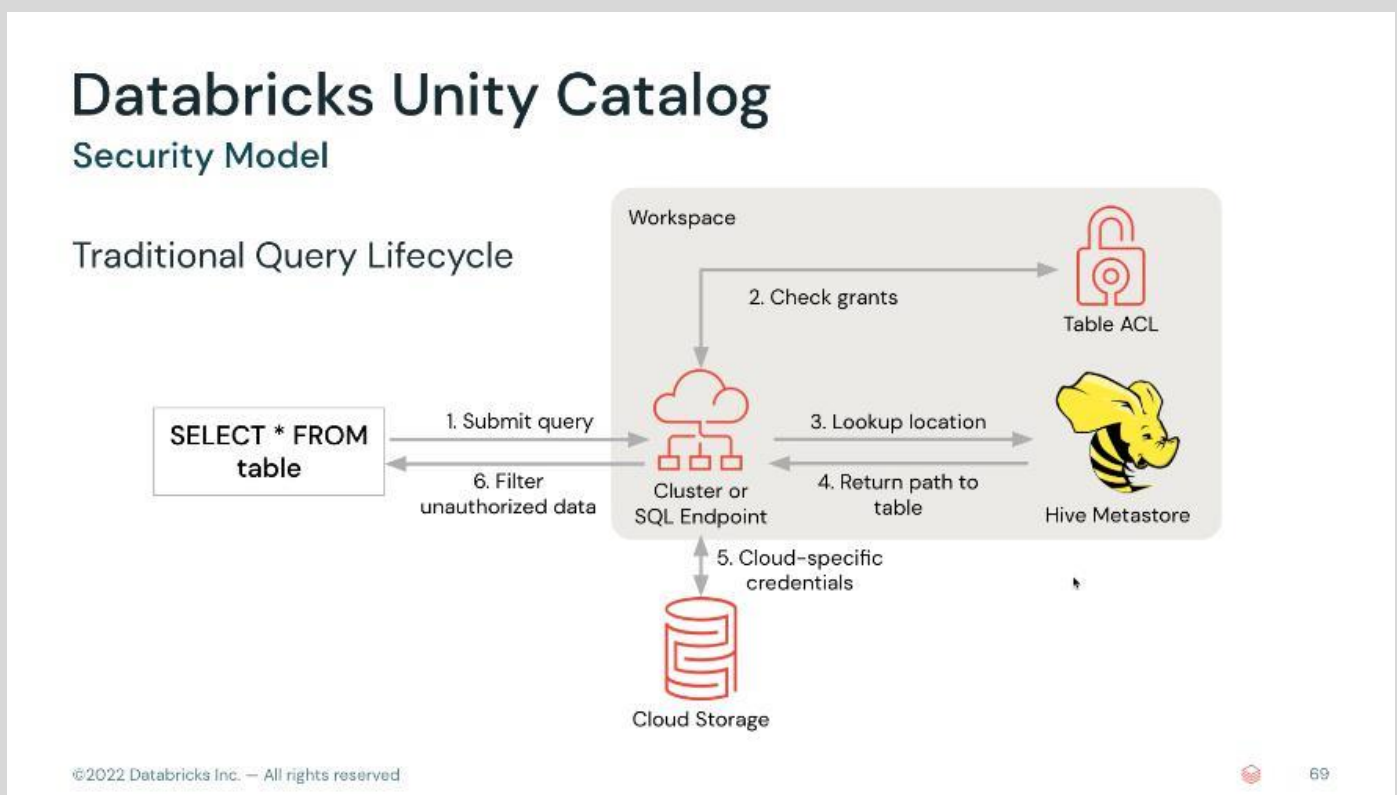 Databricks Unity Catalog
Security Model
Traditional Query Lifecycle
Workspace
2. Check grants
Table ACL
SELECT * FROM
table
1. Submit query
6. Filter
unauthorized data
Cluster or
SQL Endpoint
3. Lookup location
4. Return path to
table
Hive Metastore
5. Cloud-specific
credentials
Cloud Storage
©2022 Databricks Inc. — All rights reserved
69